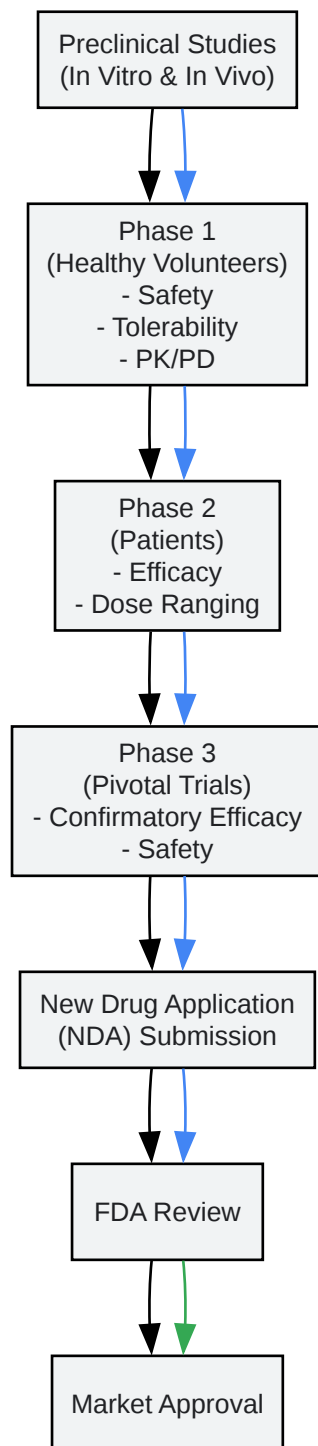 Preclinical Studies
(In Vitro & In Vivo)
Phase 1
(Healthy Volunteers)
- Safety
- Tolerability
- PK/PD
Phase 2
(Patients)
- Efficacy
- Dose Ranging
Phase 3
(Pivotal Trials)
- Confirmatory Efficacy
- Safety
New Drug Application
(NDA) Submission
FDA Review
Market Approval